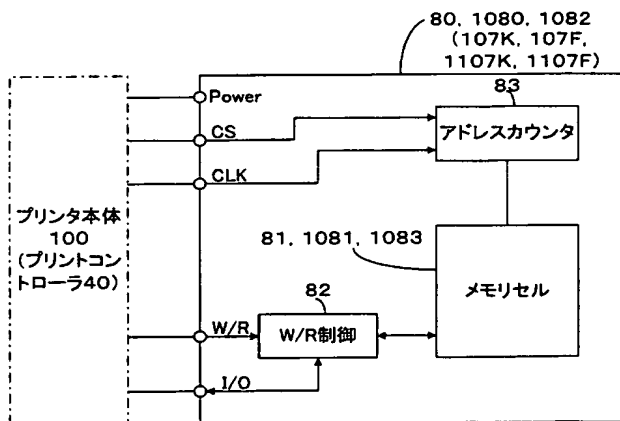 80, 1080, 1082
(107K, 107F,
1107K, 1107F)
Power
83
CS
アドレスカウンタ
CLK
プリンタ本体
100
(プリントコン
トローラ40)
81, 1081, 1083
メモリセル
82
W/R
W/R制御
I/O